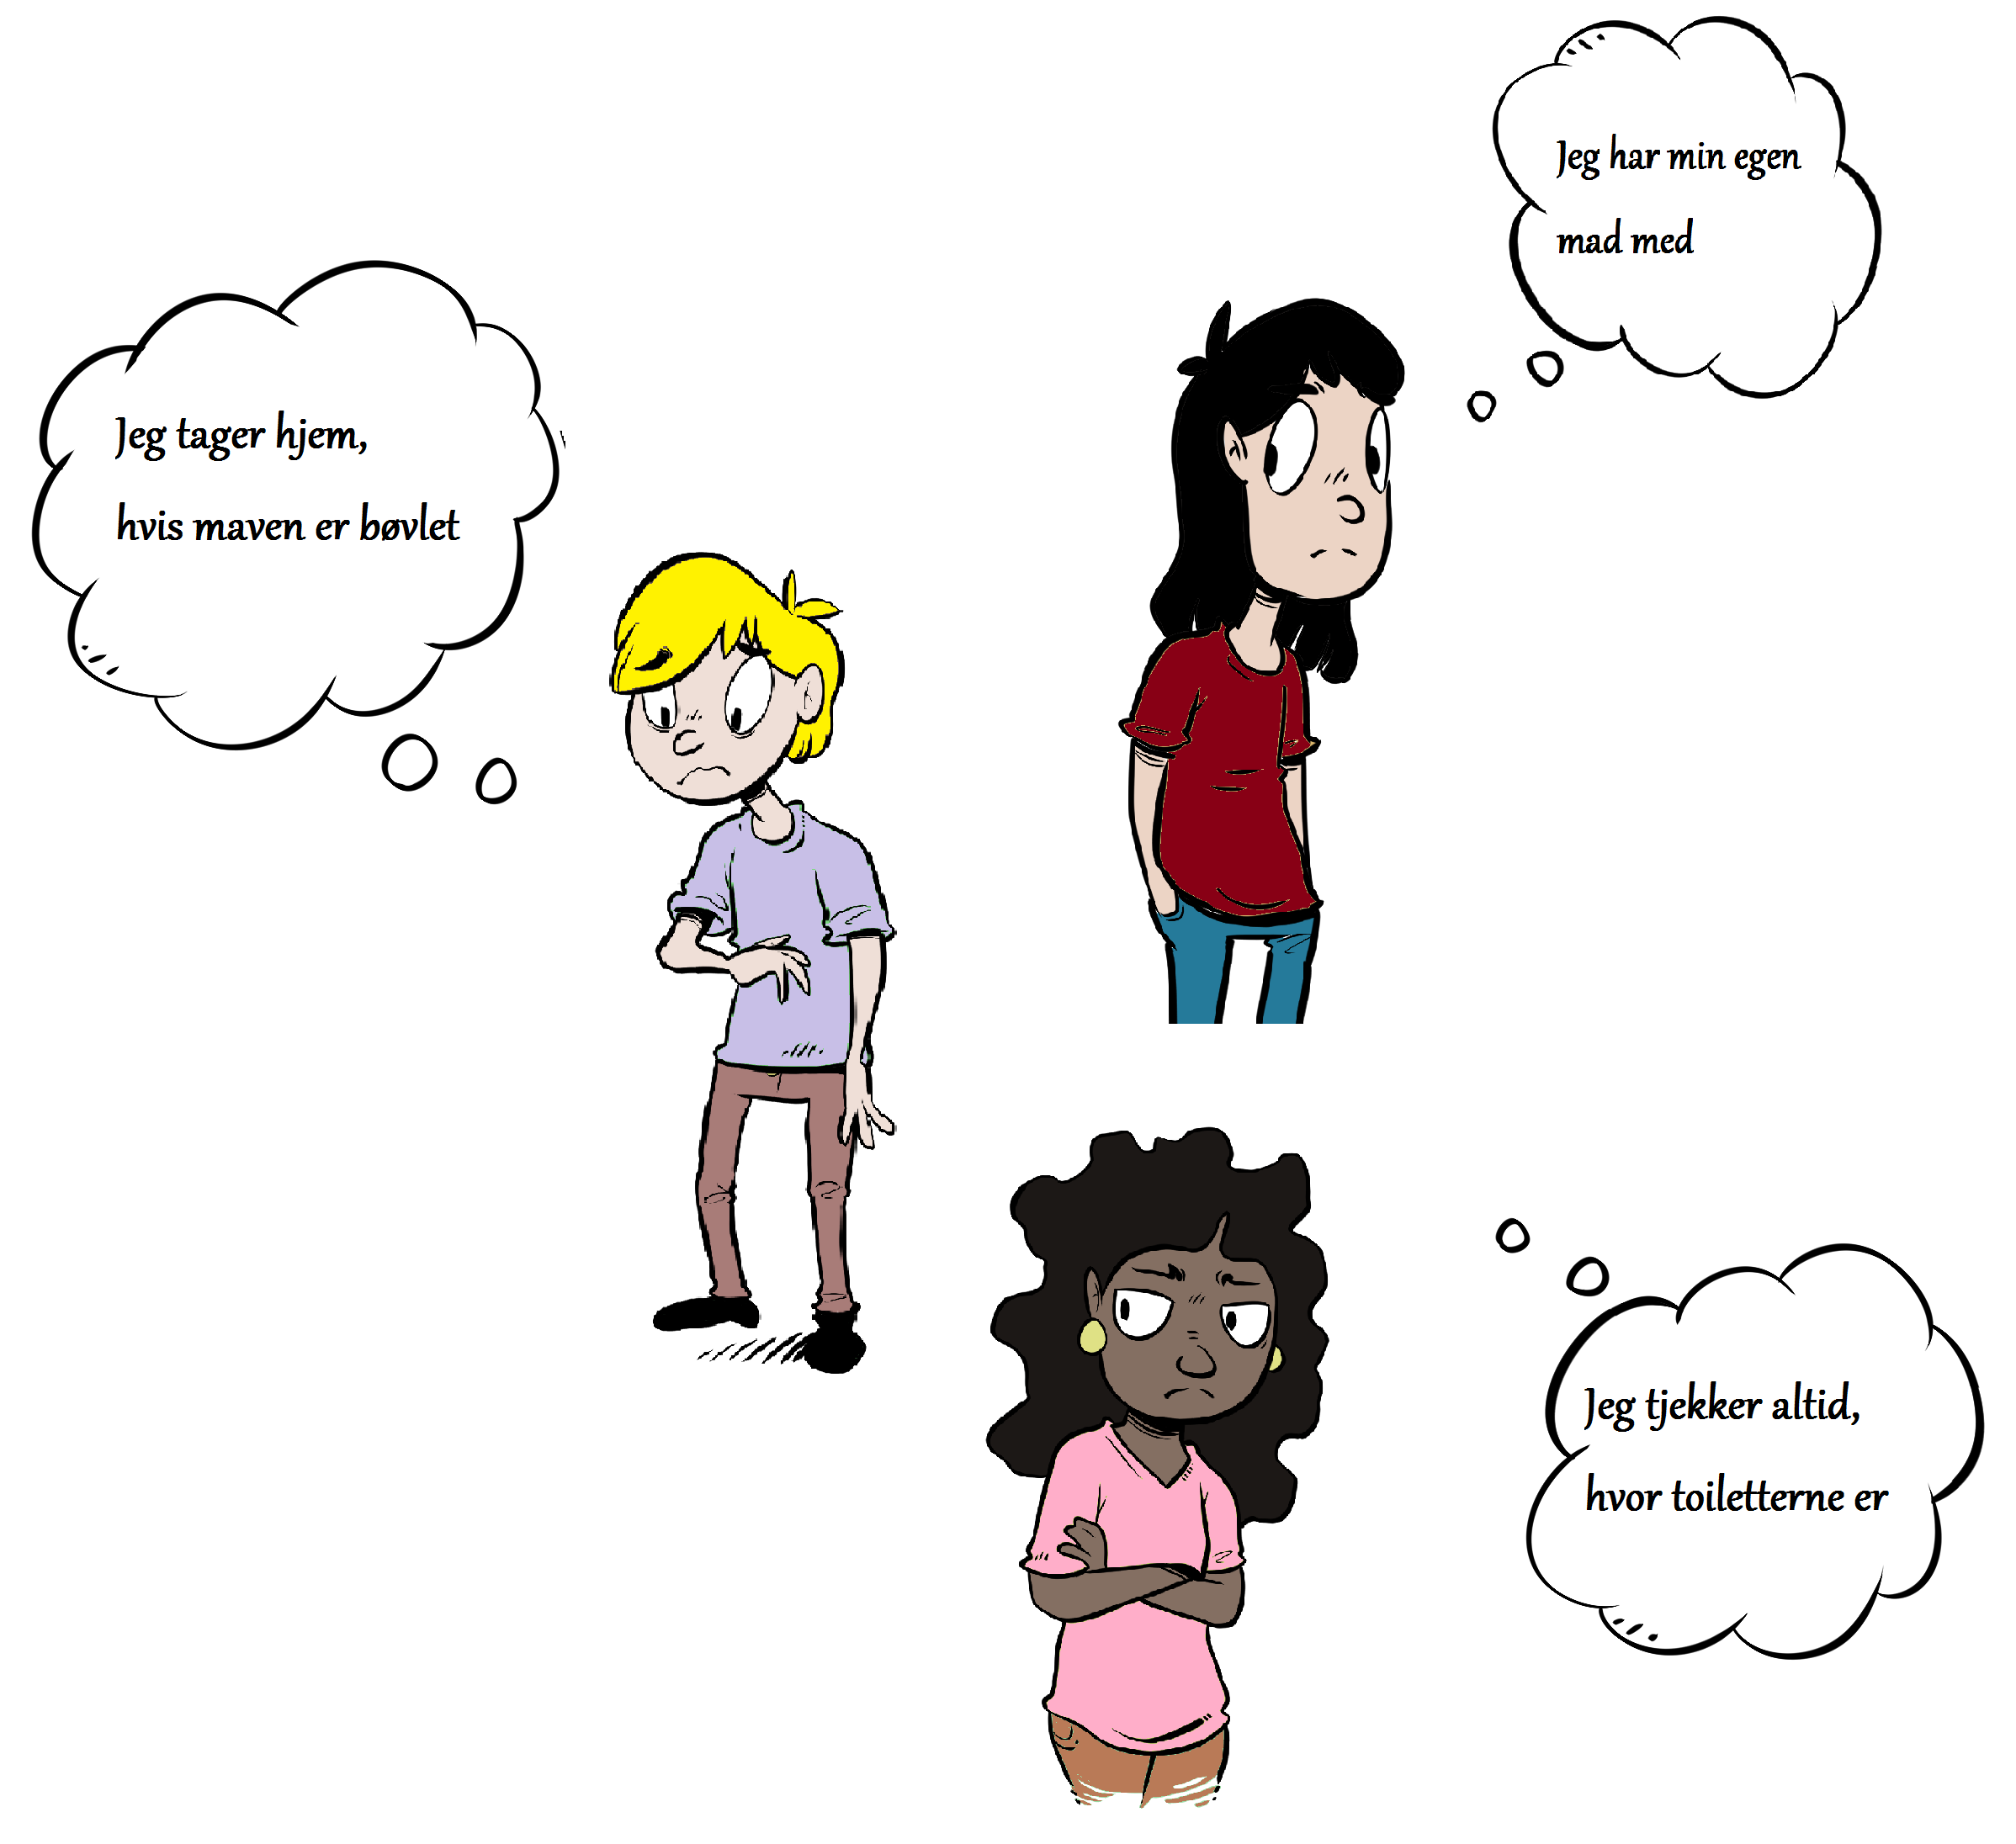 Jeg har min egen
mad med
Jeg tager hjem,
hvis maven er bøvlet
Jeg tjekker altid,
hvor toiletterne er